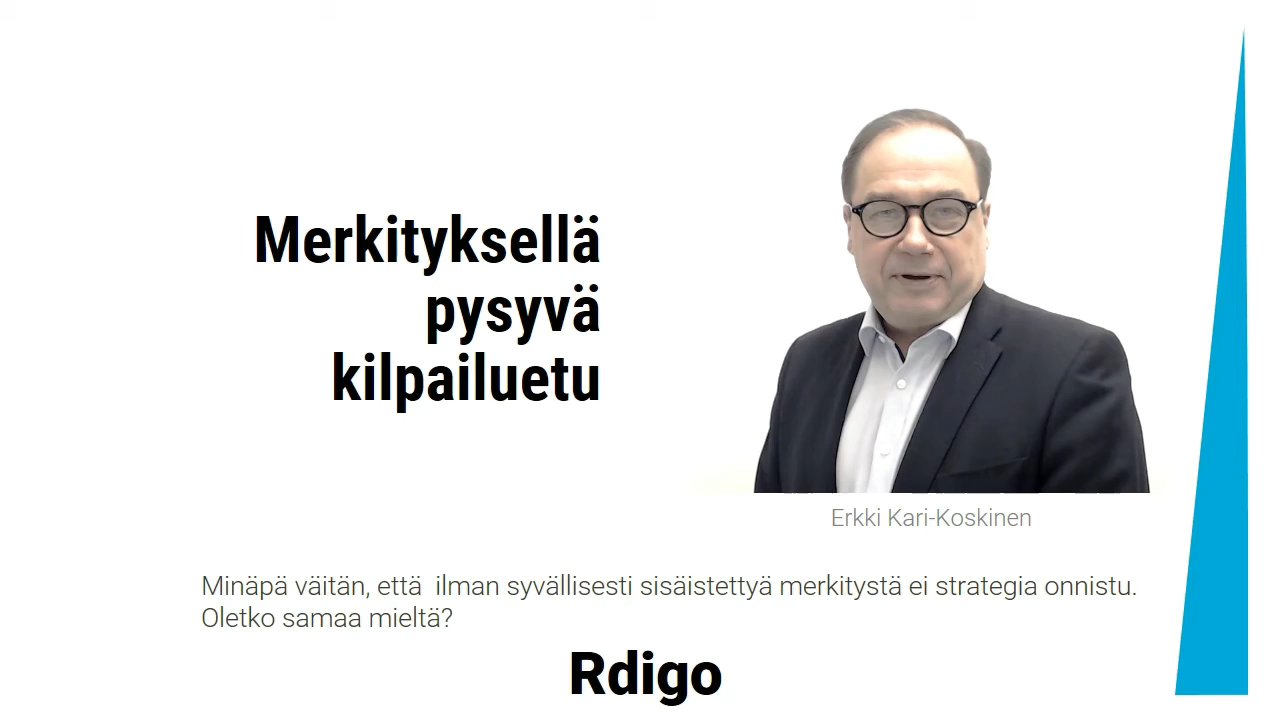 Merkityksellä
pysyvä
kilpailuetu
Erkki Kari-Koskinen
Minäpä väitän, että  ilman syvällisesti sisäistettyä merkitystä ei strategia onnistu.
Oletko samaa mieltä?
Rdigo